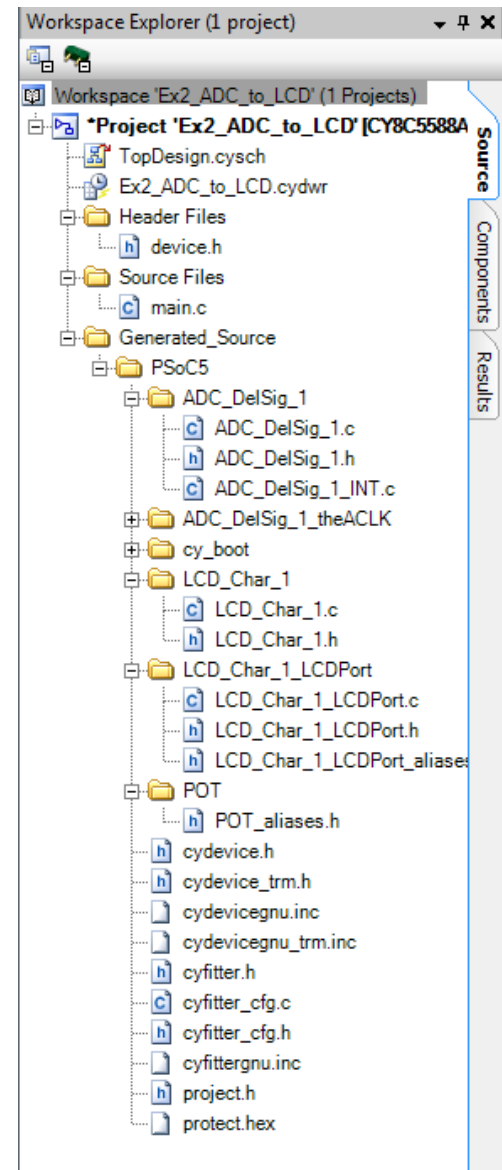 Workspace Explorer (1 project)
Workspace 'Ex2_ADC_to_LCD' (1 Projects)
*Project 'Ex2_ADC_to_LCD' [CY8C5588A
TopDesign.cysch
Ex2_ADC_to_LCD.cydwr
Header Files
device.h
Source Files
main.c
Generated_Source
PSoC5
ADC_DelSig_1
ADC_DelSig_1.c
ADC_DelSig_1.h
ADC_DelSig_1_INT.c
ADC_DelSig_1_theACLK
cy_boot
LCD_Char_1
LCD_Char_1.c
LCD_Char_1.h
LCD_Char_1_LCDPort
LCD_Char_1_LCDPort.c
LCD_Char_1_LCDPort.h
LCD_Char_1_LCDPort_aliases
POT
POT_aliases.h
cydevice.h
cydevice_trm.h
cydevicegnu.inc
cydevicegnu_trm.inc
cyfitter.h
cyfitter_cfg.c
cyfitter_cfg.h
cyfittergnu.inc
project.h
protect.hex
Source
Components
Results